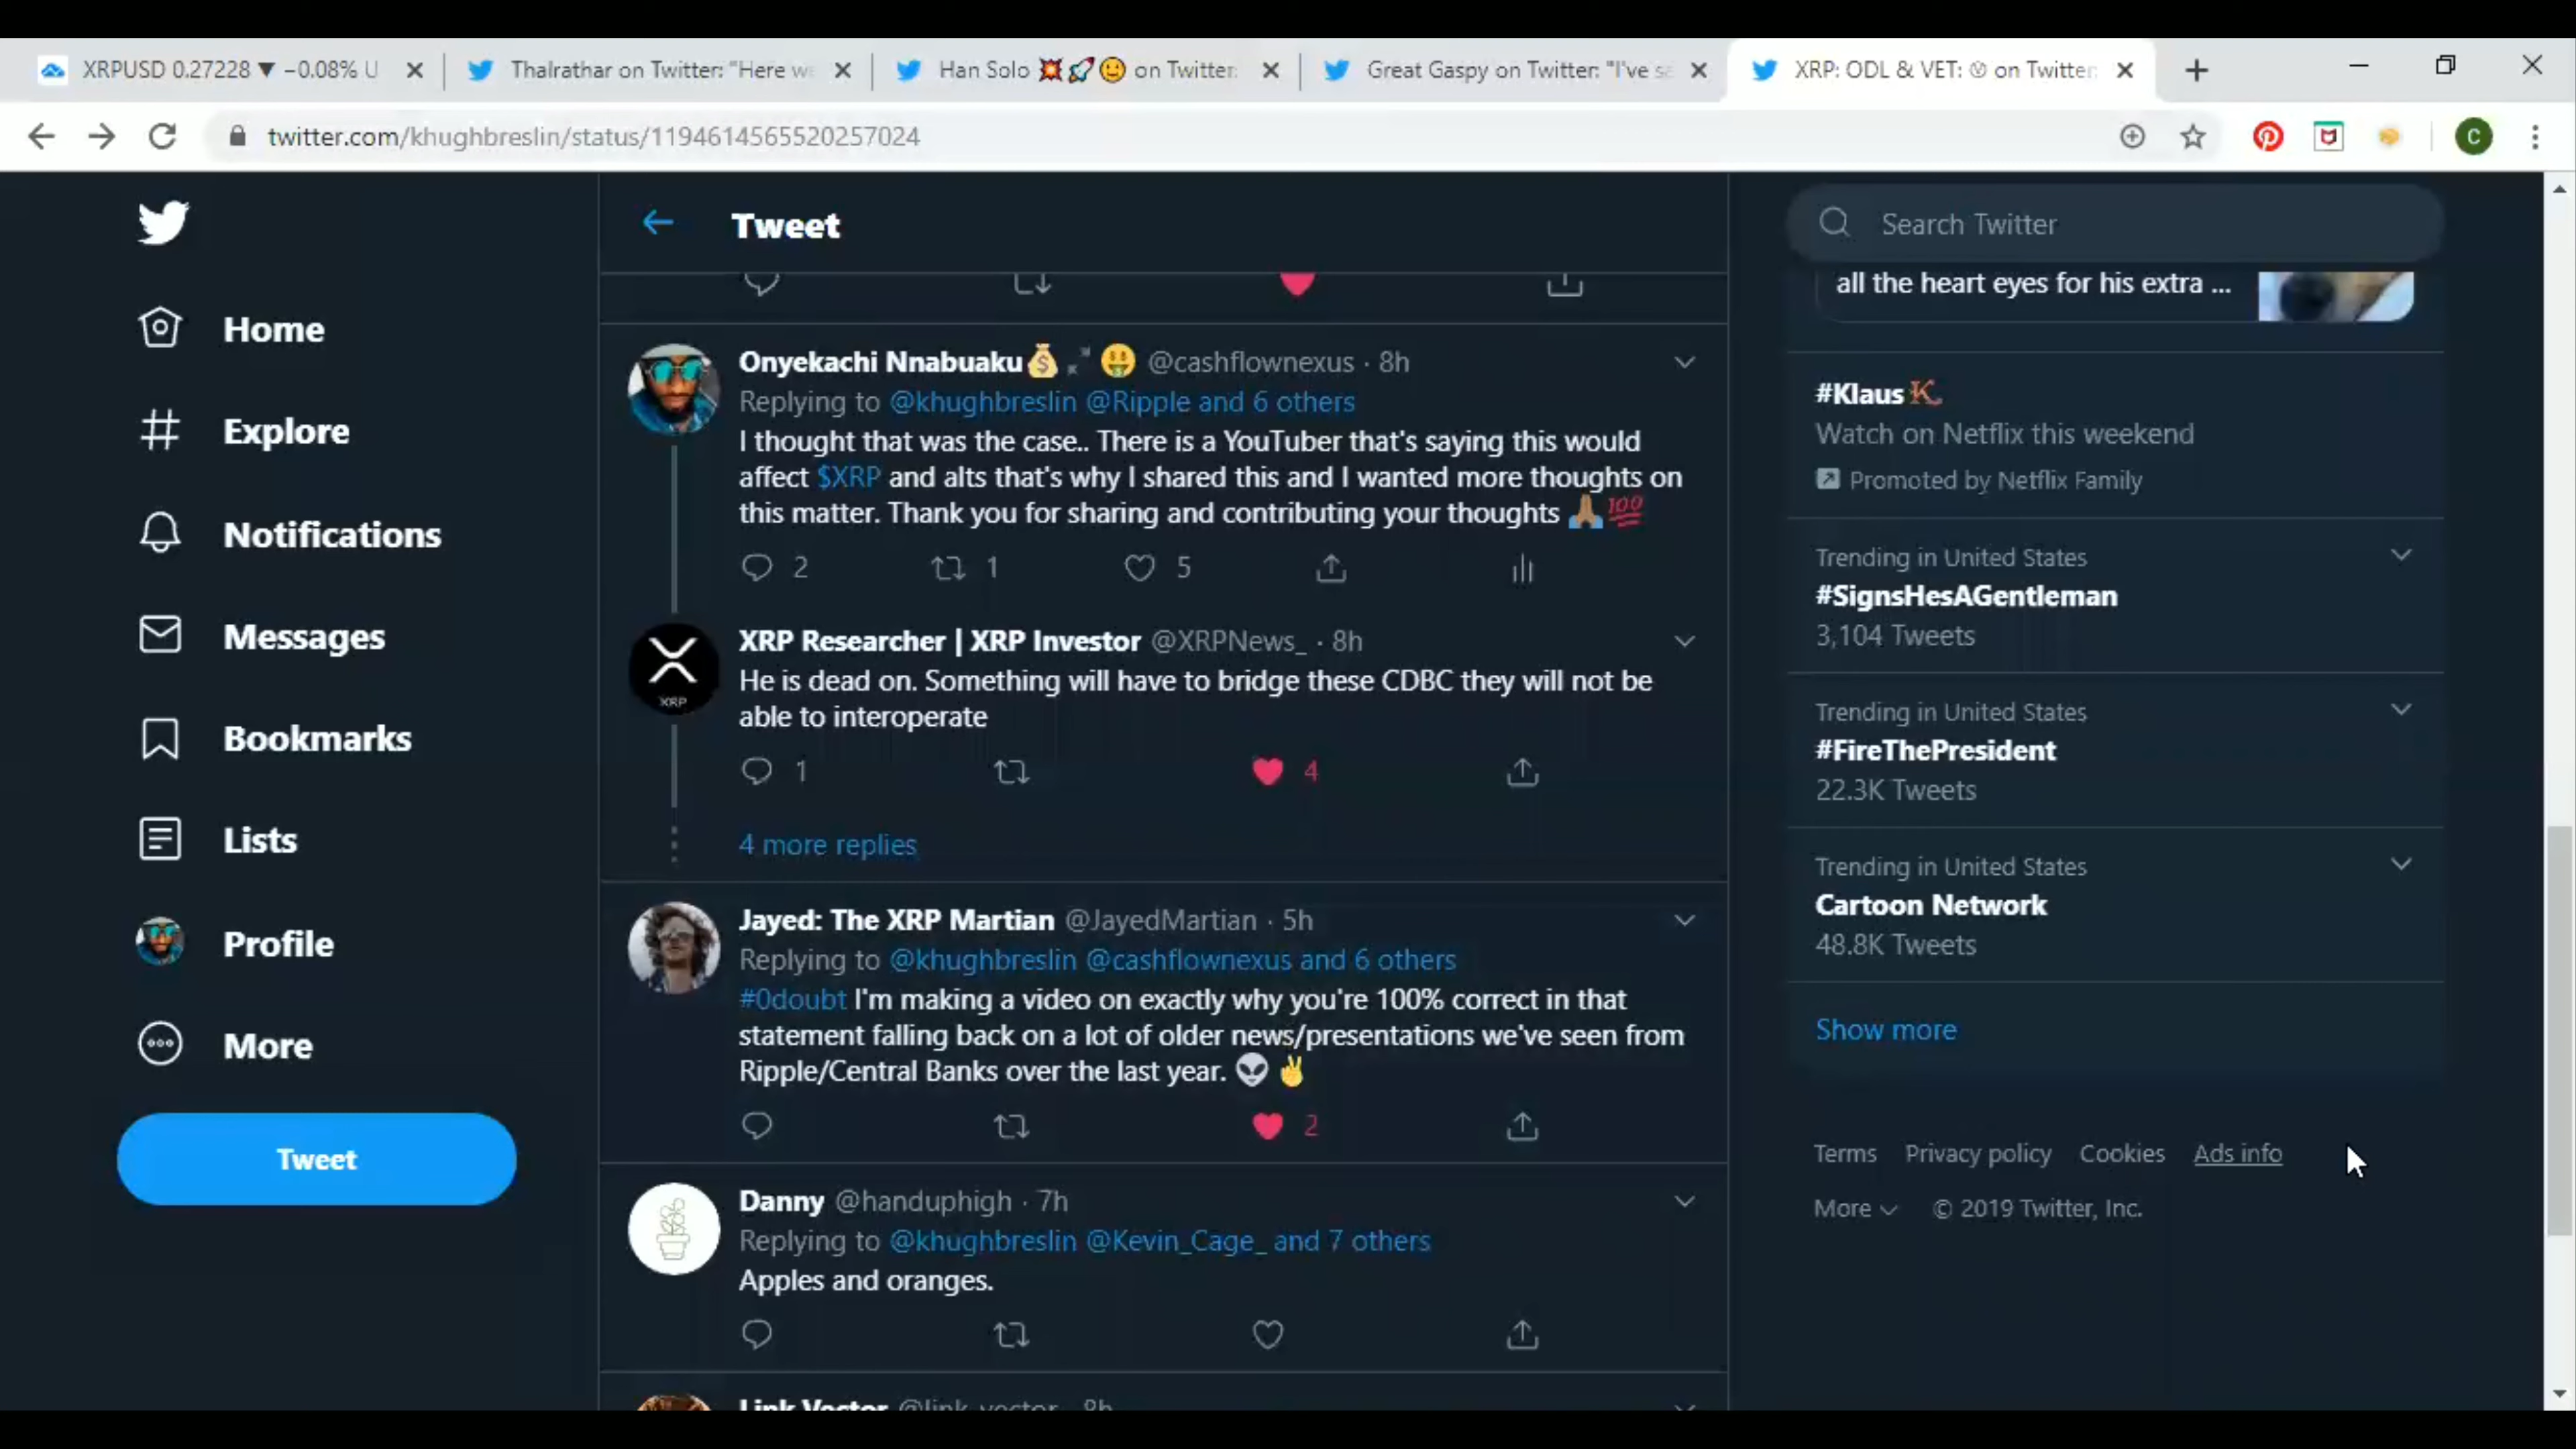 XRPUSD 0.27228 ▼ −0.08% U
Thalrathar on Twitter: "Here we
Han Solo 💥🚀🙂 on Twitter:
Great Gaspy on Twitter: "I've sa
XRP: ODL & VET: on Twitter:
twitter.com/khughbreslin/status/1194614565520257024
C
Home
Explore
Notifications
Messages
Bookmarks
Lists
Profile
More
Tweet
Tweet
Onyekachi Nnabuaku💰 🤑 @cashflownexus · 8h
Replying to @khughbreslin @Ripple and 6 others
I thought that was the case.. There is a YouTuber that's saying this would
affect $XRP and alts that's why I shared this and I wanted more thoughts on
this matter. Thank you for sharing and contributing your thoughts 🙏🏽💯
2 1 5
XRP
XRP Researcher | XRP Investor @XRPNews_ · 8h
He is dead on. Something will have to bridge these CDBC they will not be
able to interoperate
1 4
4 more replies
Jayed: The XRP Martian @JayedMartian · 5h
Replying to @khughbreslin @cashflownexus and 6 others
#0doubt I'm making a video on exactly why you're 100% correct in that
statement falling back on a lot of older news/presentations we've seen from
Ripple/Central Banks over the last year. 👽 ✌
2
Danny @handuphigh · 7h
Replying to @khughbreslin @Kevin_Cage_ and 7 others
Apples and oranges.
Link Vector @link_vector · 8h
Search Twitter
all the heart eyes for his extra ...
#Klaus
Watch on Netflix this weekend
Promoted by Netflix Family
Trending in United States
#SignsHesAGentleman
3,104 Tweets
Trending in United States
#FireThePresident
22.3K Tweets
Trending in United States
Cartoon Network
48.8K Tweets
Show more
Terms Privacy policy Cookies Ads info
More © 2019 Twitter, Inc.